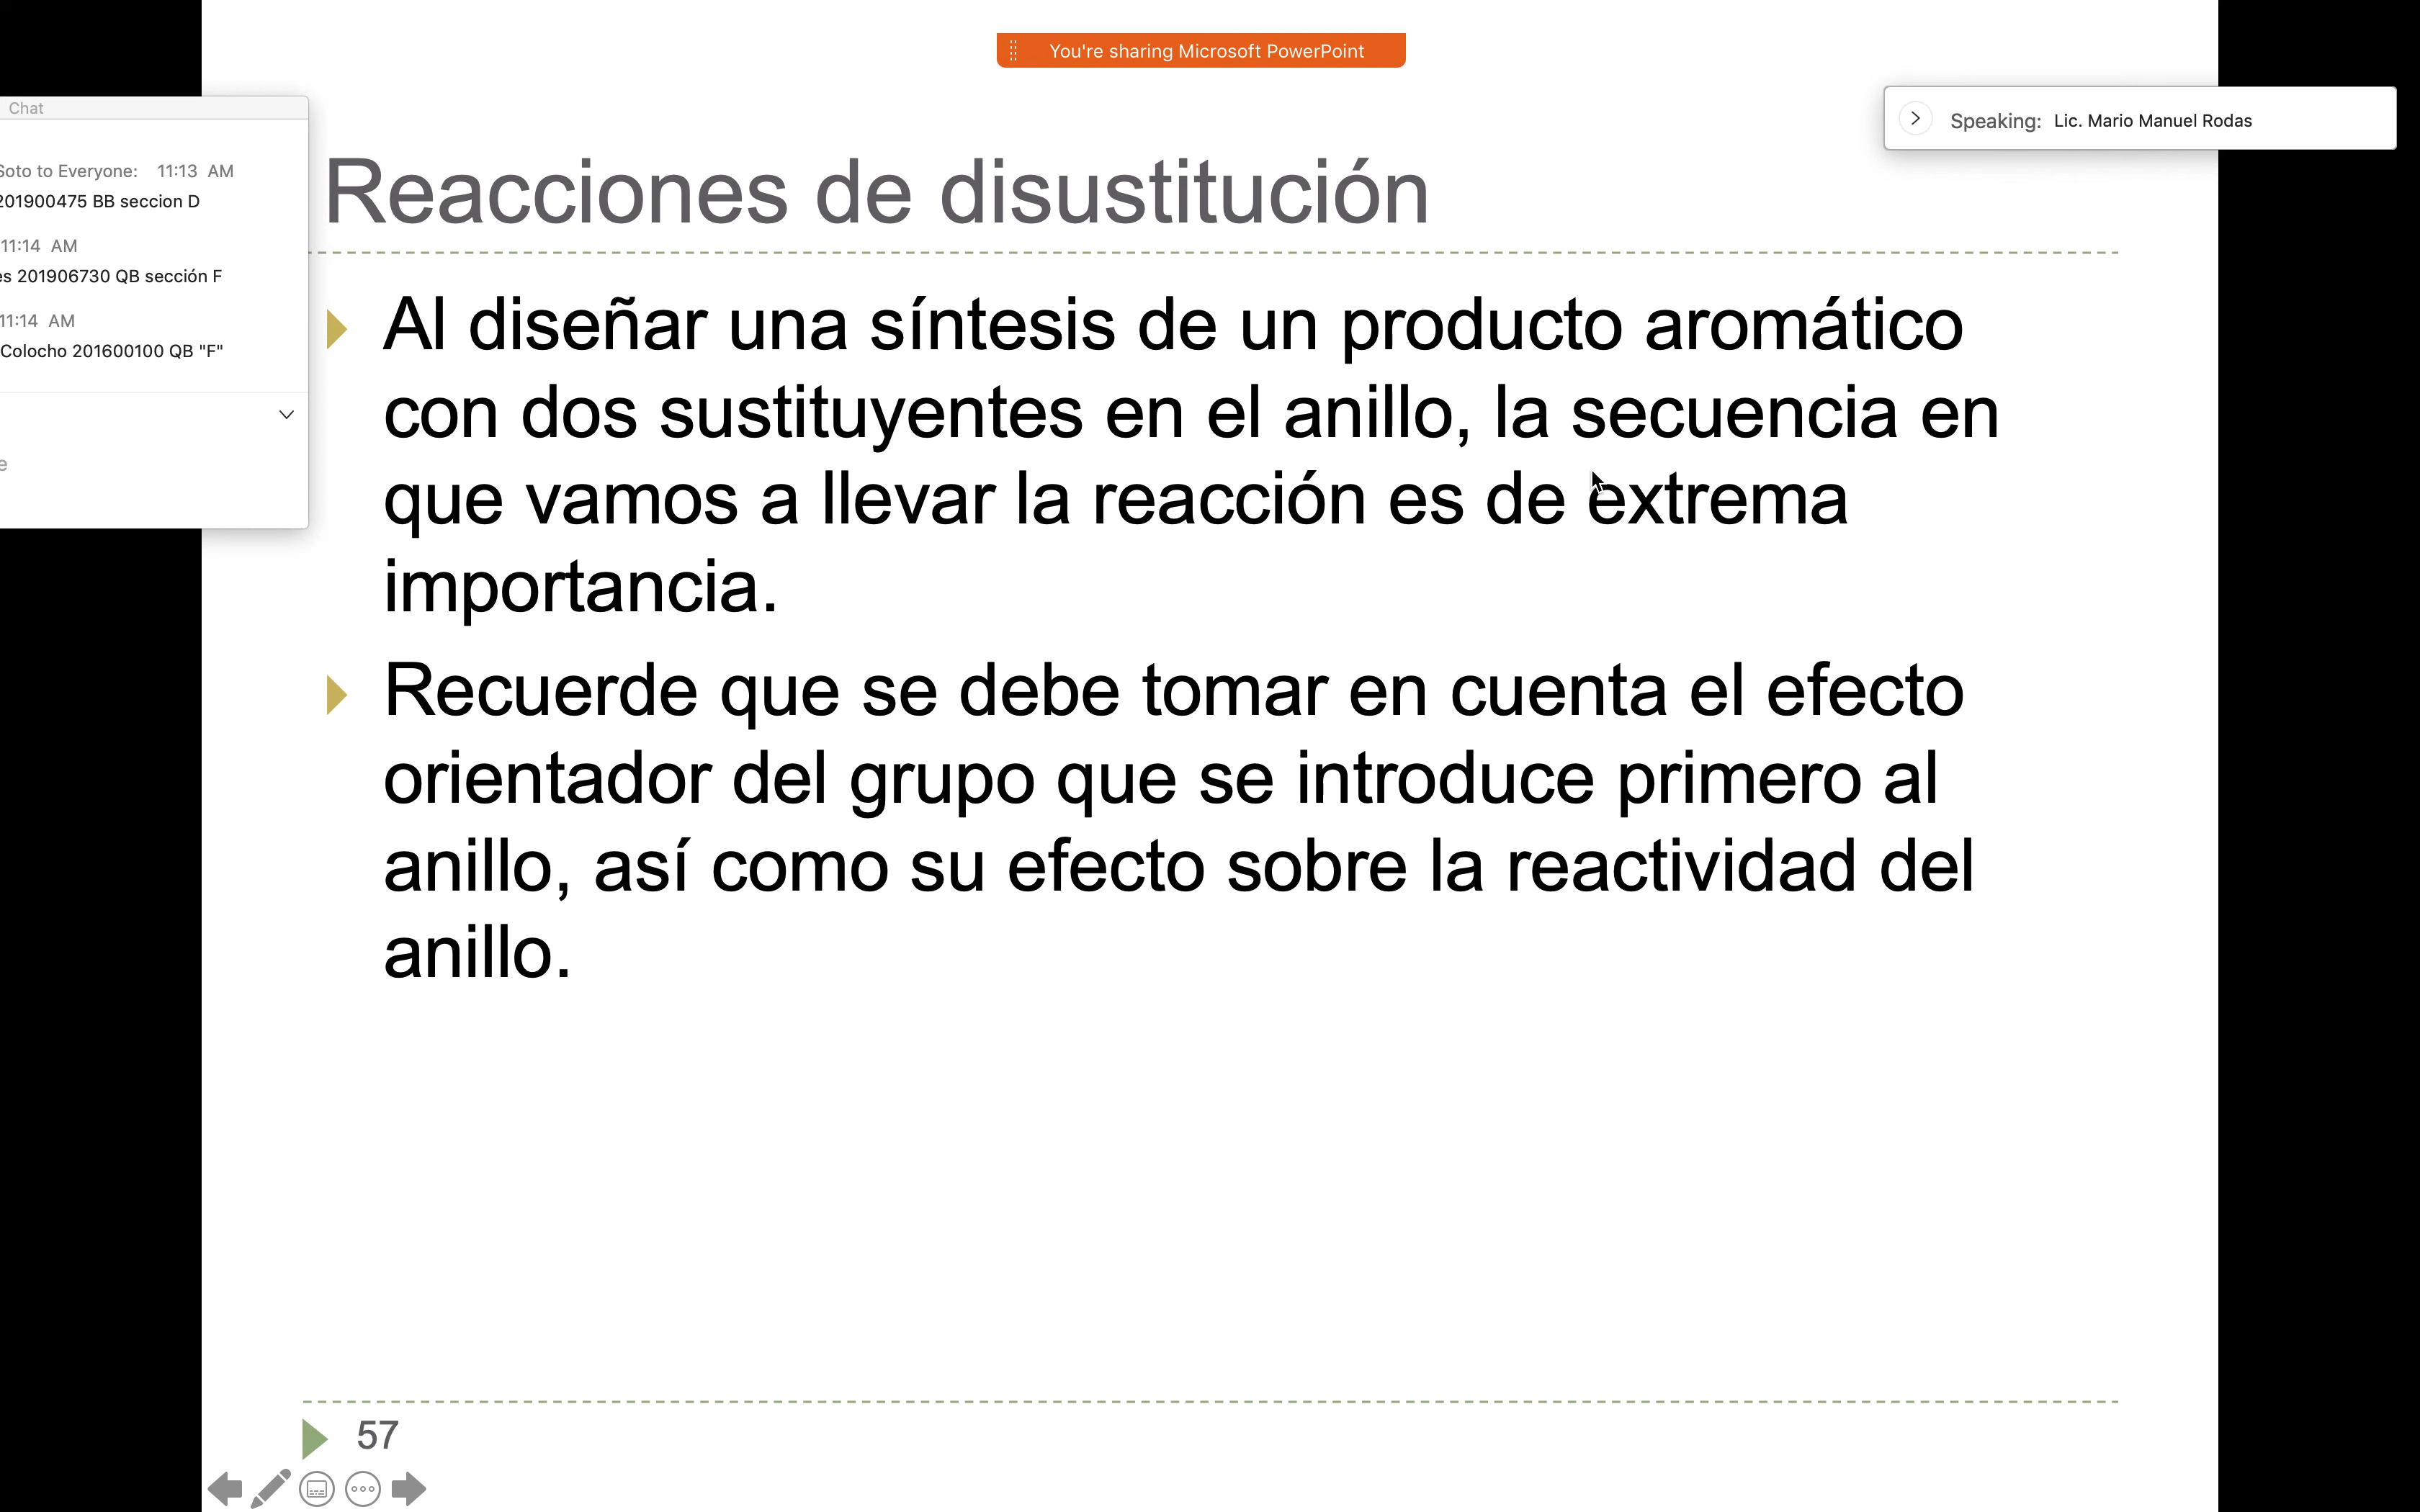 You're sharing Microsoft PowerPoint
Chat
Speaking: Lic. Mario Manuel Rodas
Soto to Everyone: 11:13 AM
201900475 BB seccion D
11:14 AM
es 201906730 QB sección F
11:14 AM
Colocho 201600100 QB "F"
e
Reacciones de disustitución
Al diseñar una síntesis de un producto aromático
con dos sustituyentes en el anillo, la secuencia en
que vamos a llevar la reacción es de extrema
importancia.
Recuerde que se debe tomar en cuenta el efecto
orientador del grupo que se introduce primero al
anillo, así como su efecto sobre la reactividad del
anillo.
57